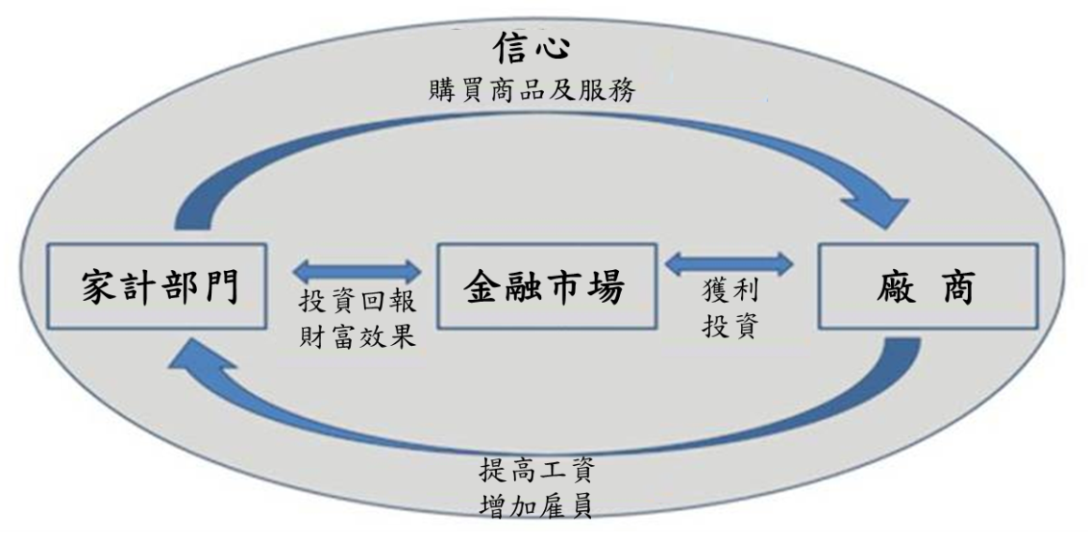 信心
購買商品及服務
家計部門
投資回報
財富效果
金融市場
獲利
投資
廠商
提高工資
增加雇員